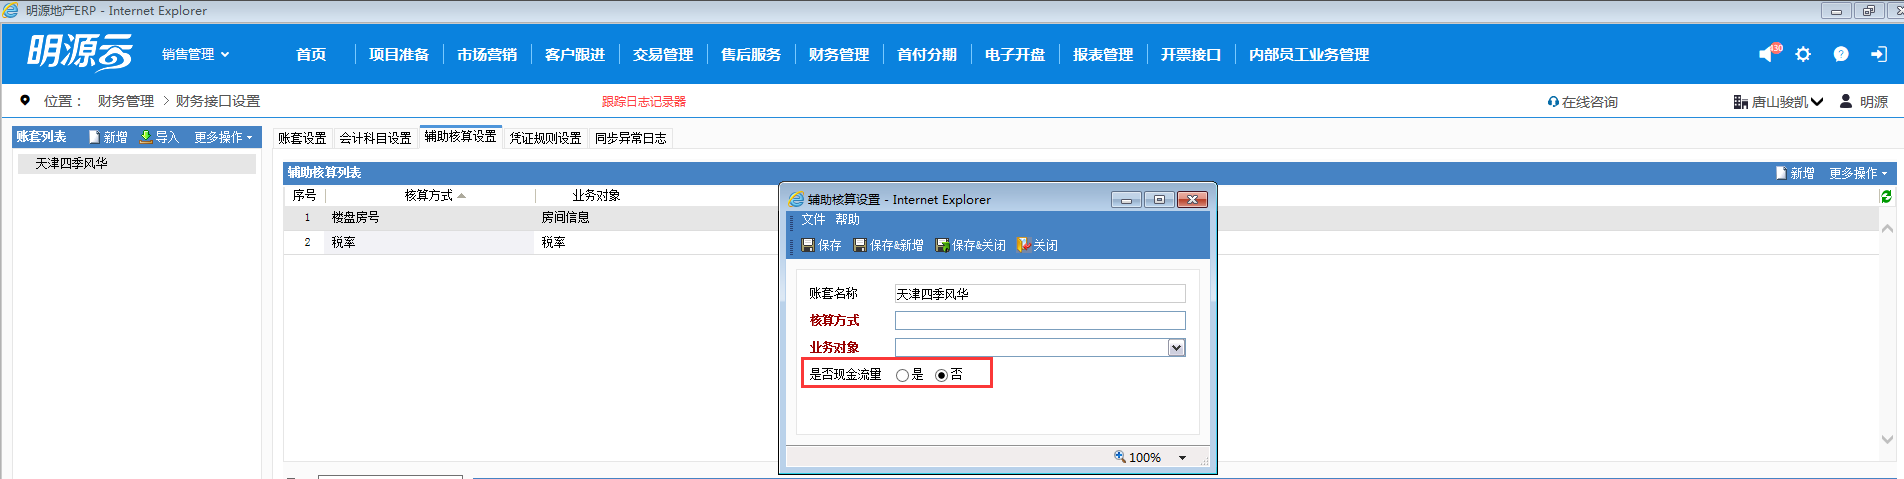 明源地产ERP - Internet Explorer
明源云 销售管理 首页 项目准备 市场营销 客户跟进 交易管理 售后服务 财务管理 首付分期 电子开盘 报表管理 开票接口 内部员工业务管理 130
位置： 财务管理 > 财务接口设置 跟踪日志记录器 在线咨询 唐山骏凯 明源
账套列表 新增 导入 更多操作
天津四季风华
账套设置 会计科目设置 辅助核算设置 凭证规则设置 同步异常日志
辅助核算列表 新增 更多操作
序号 核算方式 业务对象
1 楼盘房号 房间信息
2 税率 税率
辅助核算设置 - Internet Explorer
文件 帮助
保存 保存&新增 保存&关闭 关闭
账套名称 天津四季风华
核算方式
业务对象
是否现金流量 是 否
100%